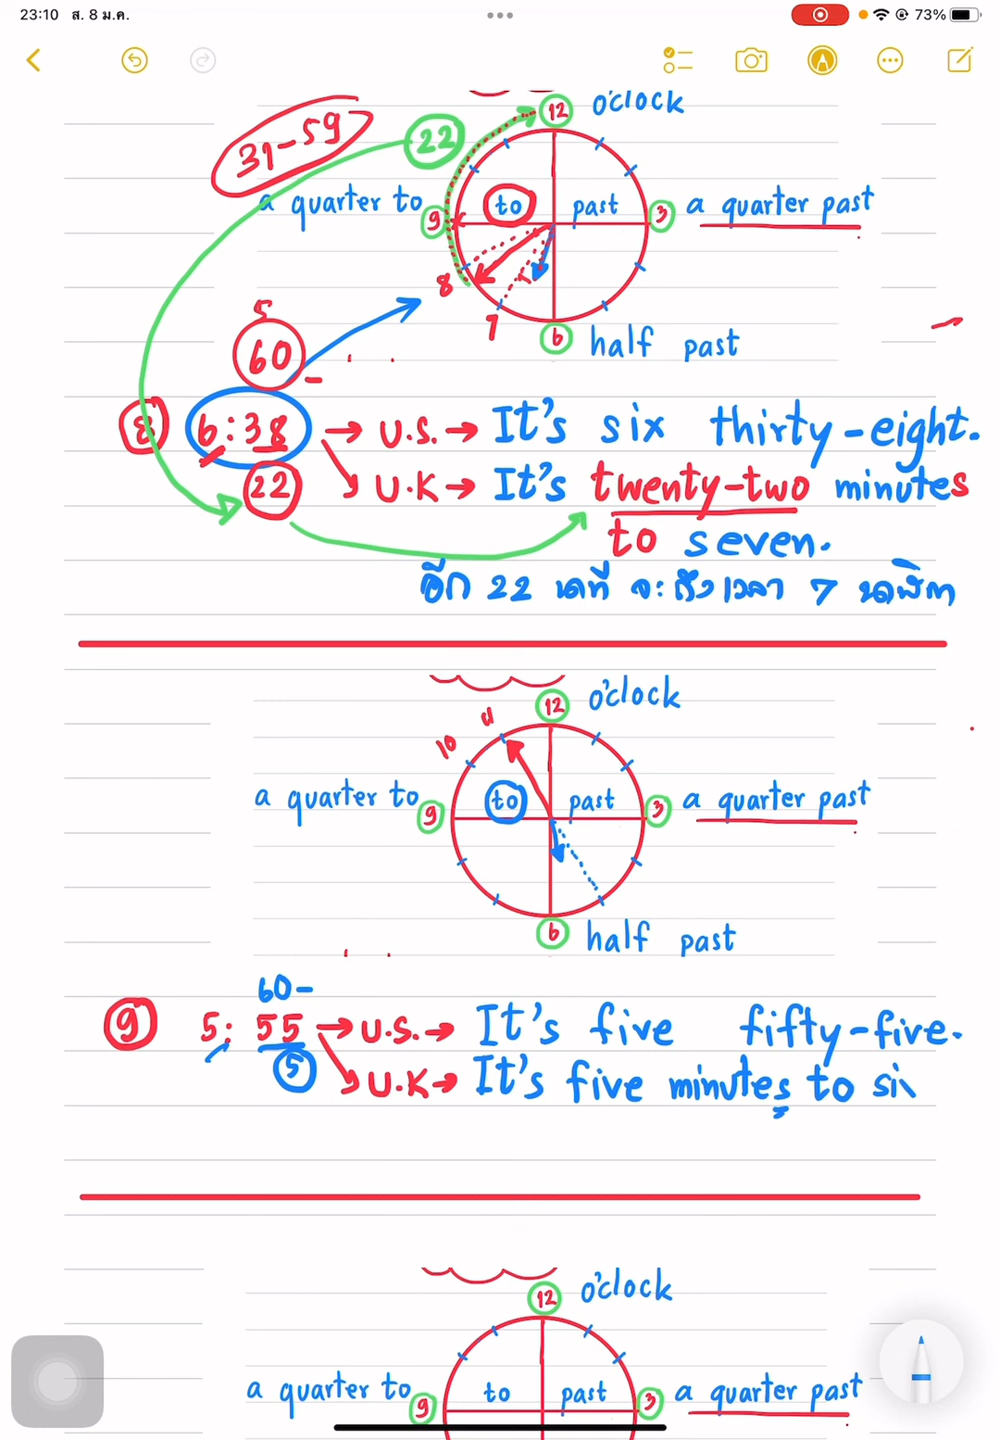 23:10 ส. 8 ม.ค.
73%
12 o'clock
31-59 22
a quarter to 9 to past 3 a quarter past
8
7
6 half past
5
60 -
8 6:38 → U.S. → It's six thirty-eight.
22 U.K → It's twenty-two minutes
to seven.
อีก 22 นาที จะถึงเวลา 7 นาฬิกา
12 o'clock
10 11
a quarter to 9 to past 3 a quarter past
6 half past
60-
9 5:55 → U.S. → It's five fifty-five.
5 U.K → It's five minutes to si
12 o'clock
a quarter to 9 to past 3 a quarter past